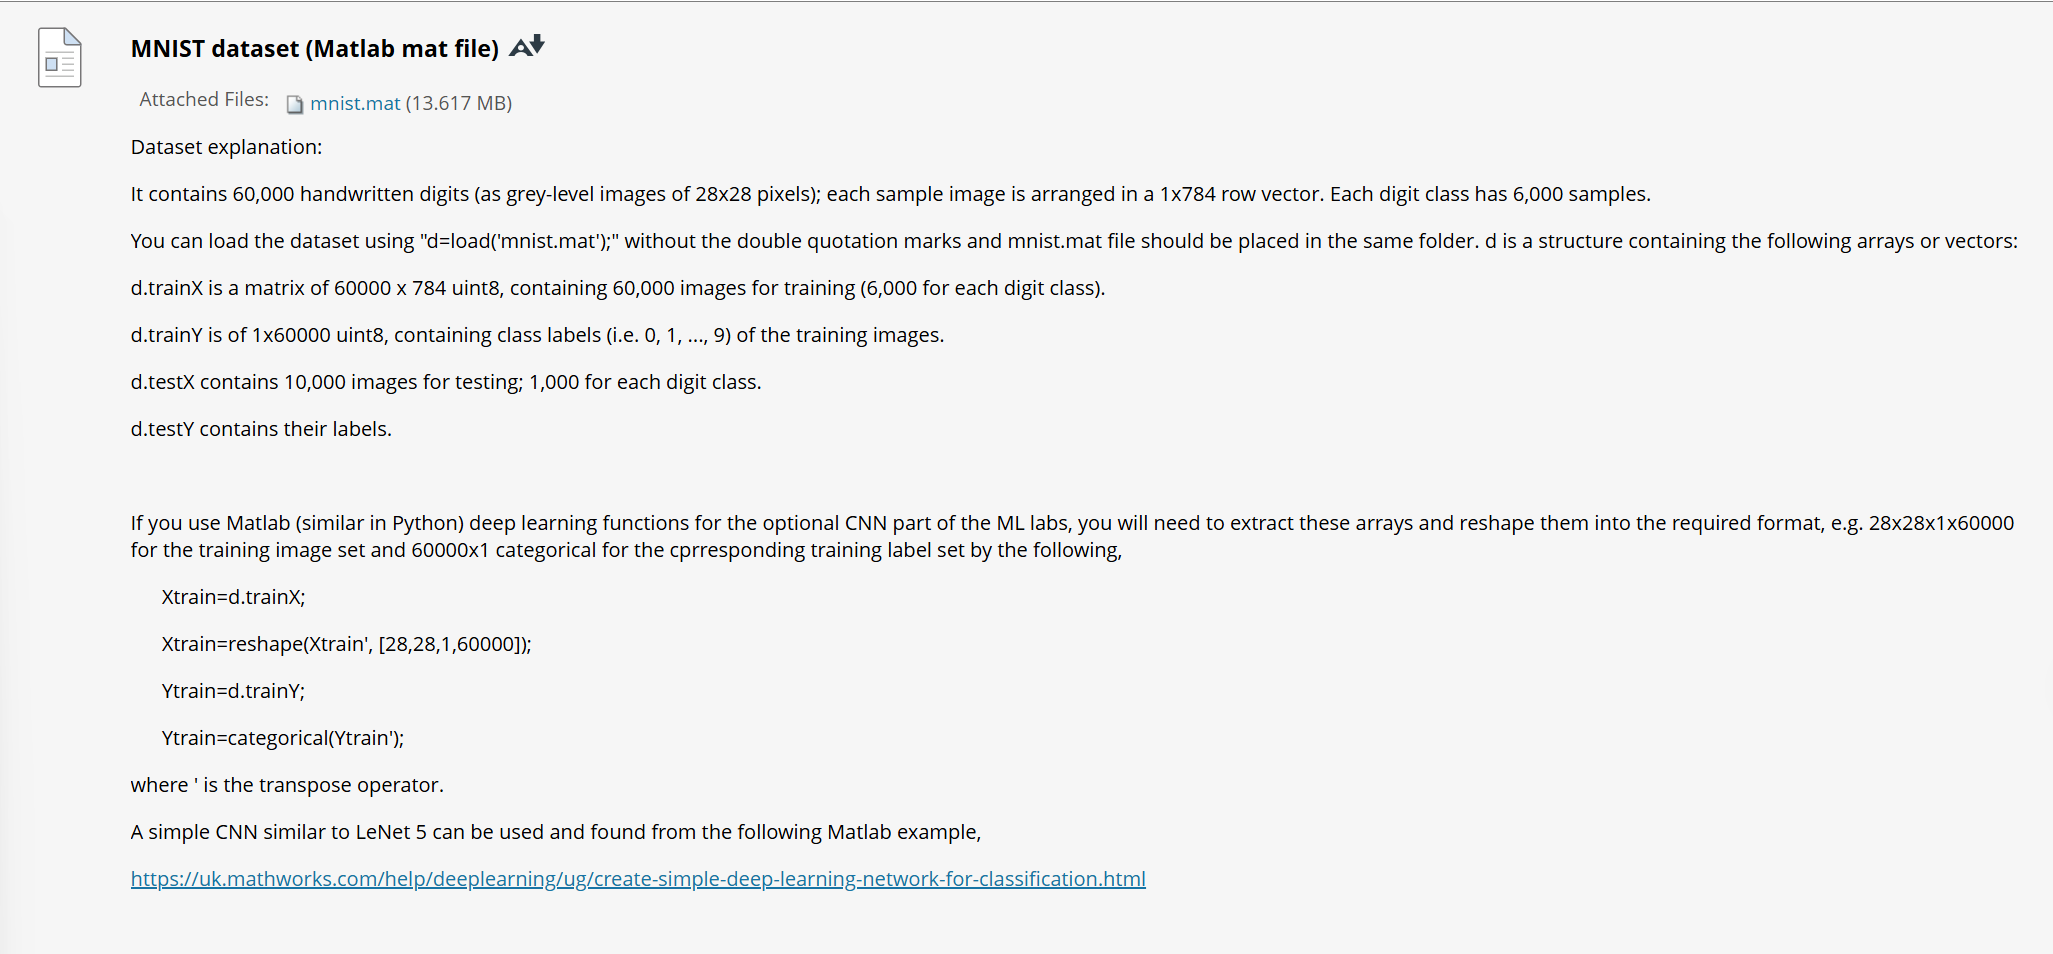 MNIST dataset (Matlab mat file)
Attached Files: mnist.mat (13.617 MB)
Dataset explanation:
It contains 60,000 handwritten digits (as grey-level images of 28x28 pixels); each sample image is arranged in a 1x784 row vector. Each digit class has 6,000 samples.
You can load the dataset using "d=load('mnist.mat');" without the double quotation marks and mnist.mat file should be placed in the same folder. d is a structure containing the following arrays or vectors:
d.trainX is a matrix of 60000 x 784 uint8, containing 60,000 images for training (6,000 for each digit class).
d.trainY is of 1x60000 uint8, containing class labels (i.e. 0, 1, ..., 9) of the training images.
d.testX contains 10,000 images for testing; 1,000 for each digit class.
d.testY contains their labels.
If you use Matlab (similar in Python) deep learning functions for the optional CNN part of the ML labs, you will need to extract these arrays and reshape them into the required format, e.g. 28x28x1x60000
for the training image set and 60000x1 categorical for the cprresponding training label set by the following,
Xtrain=d.trainX;
Xtrain=reshape(Xtrain', [28,28,1,60000]);
Ytrain=d.trainY;
Ytrain=categorical(Ytrain');
where ' is the transpose operator.
A simple CNN similar to LeNet 5 can be used and found from the following Matlab example,
https://uk.mathworks.com/help/deeplearning/ug/create-simple-deep-learning-network-for-classification.html